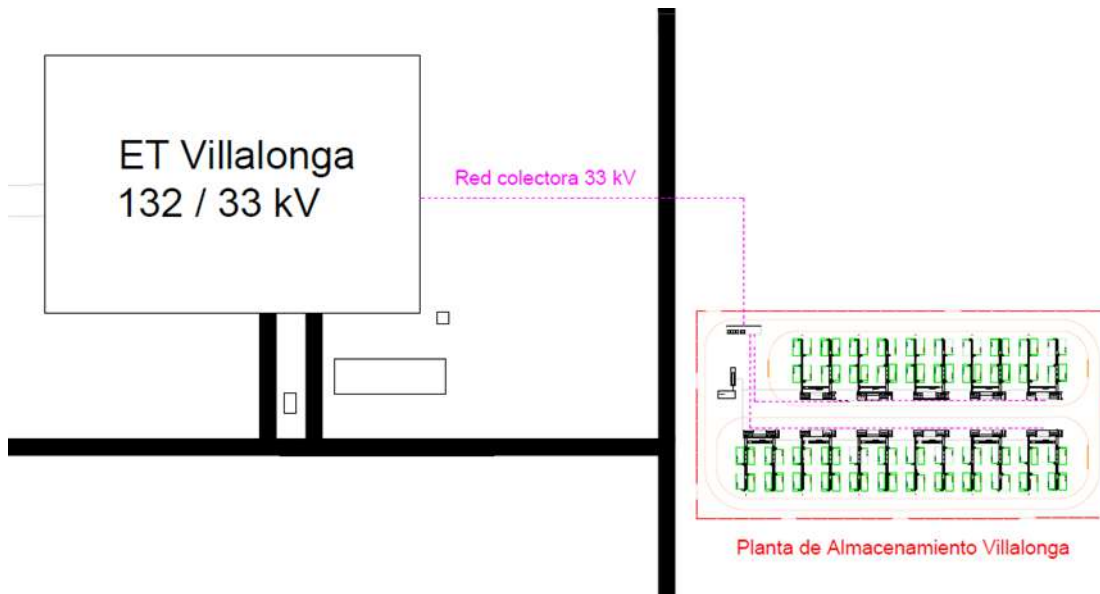 ET Villalonga
132 / 33 kV
Red colectora 33 kV
Planta de Almacenamiento Villalonga